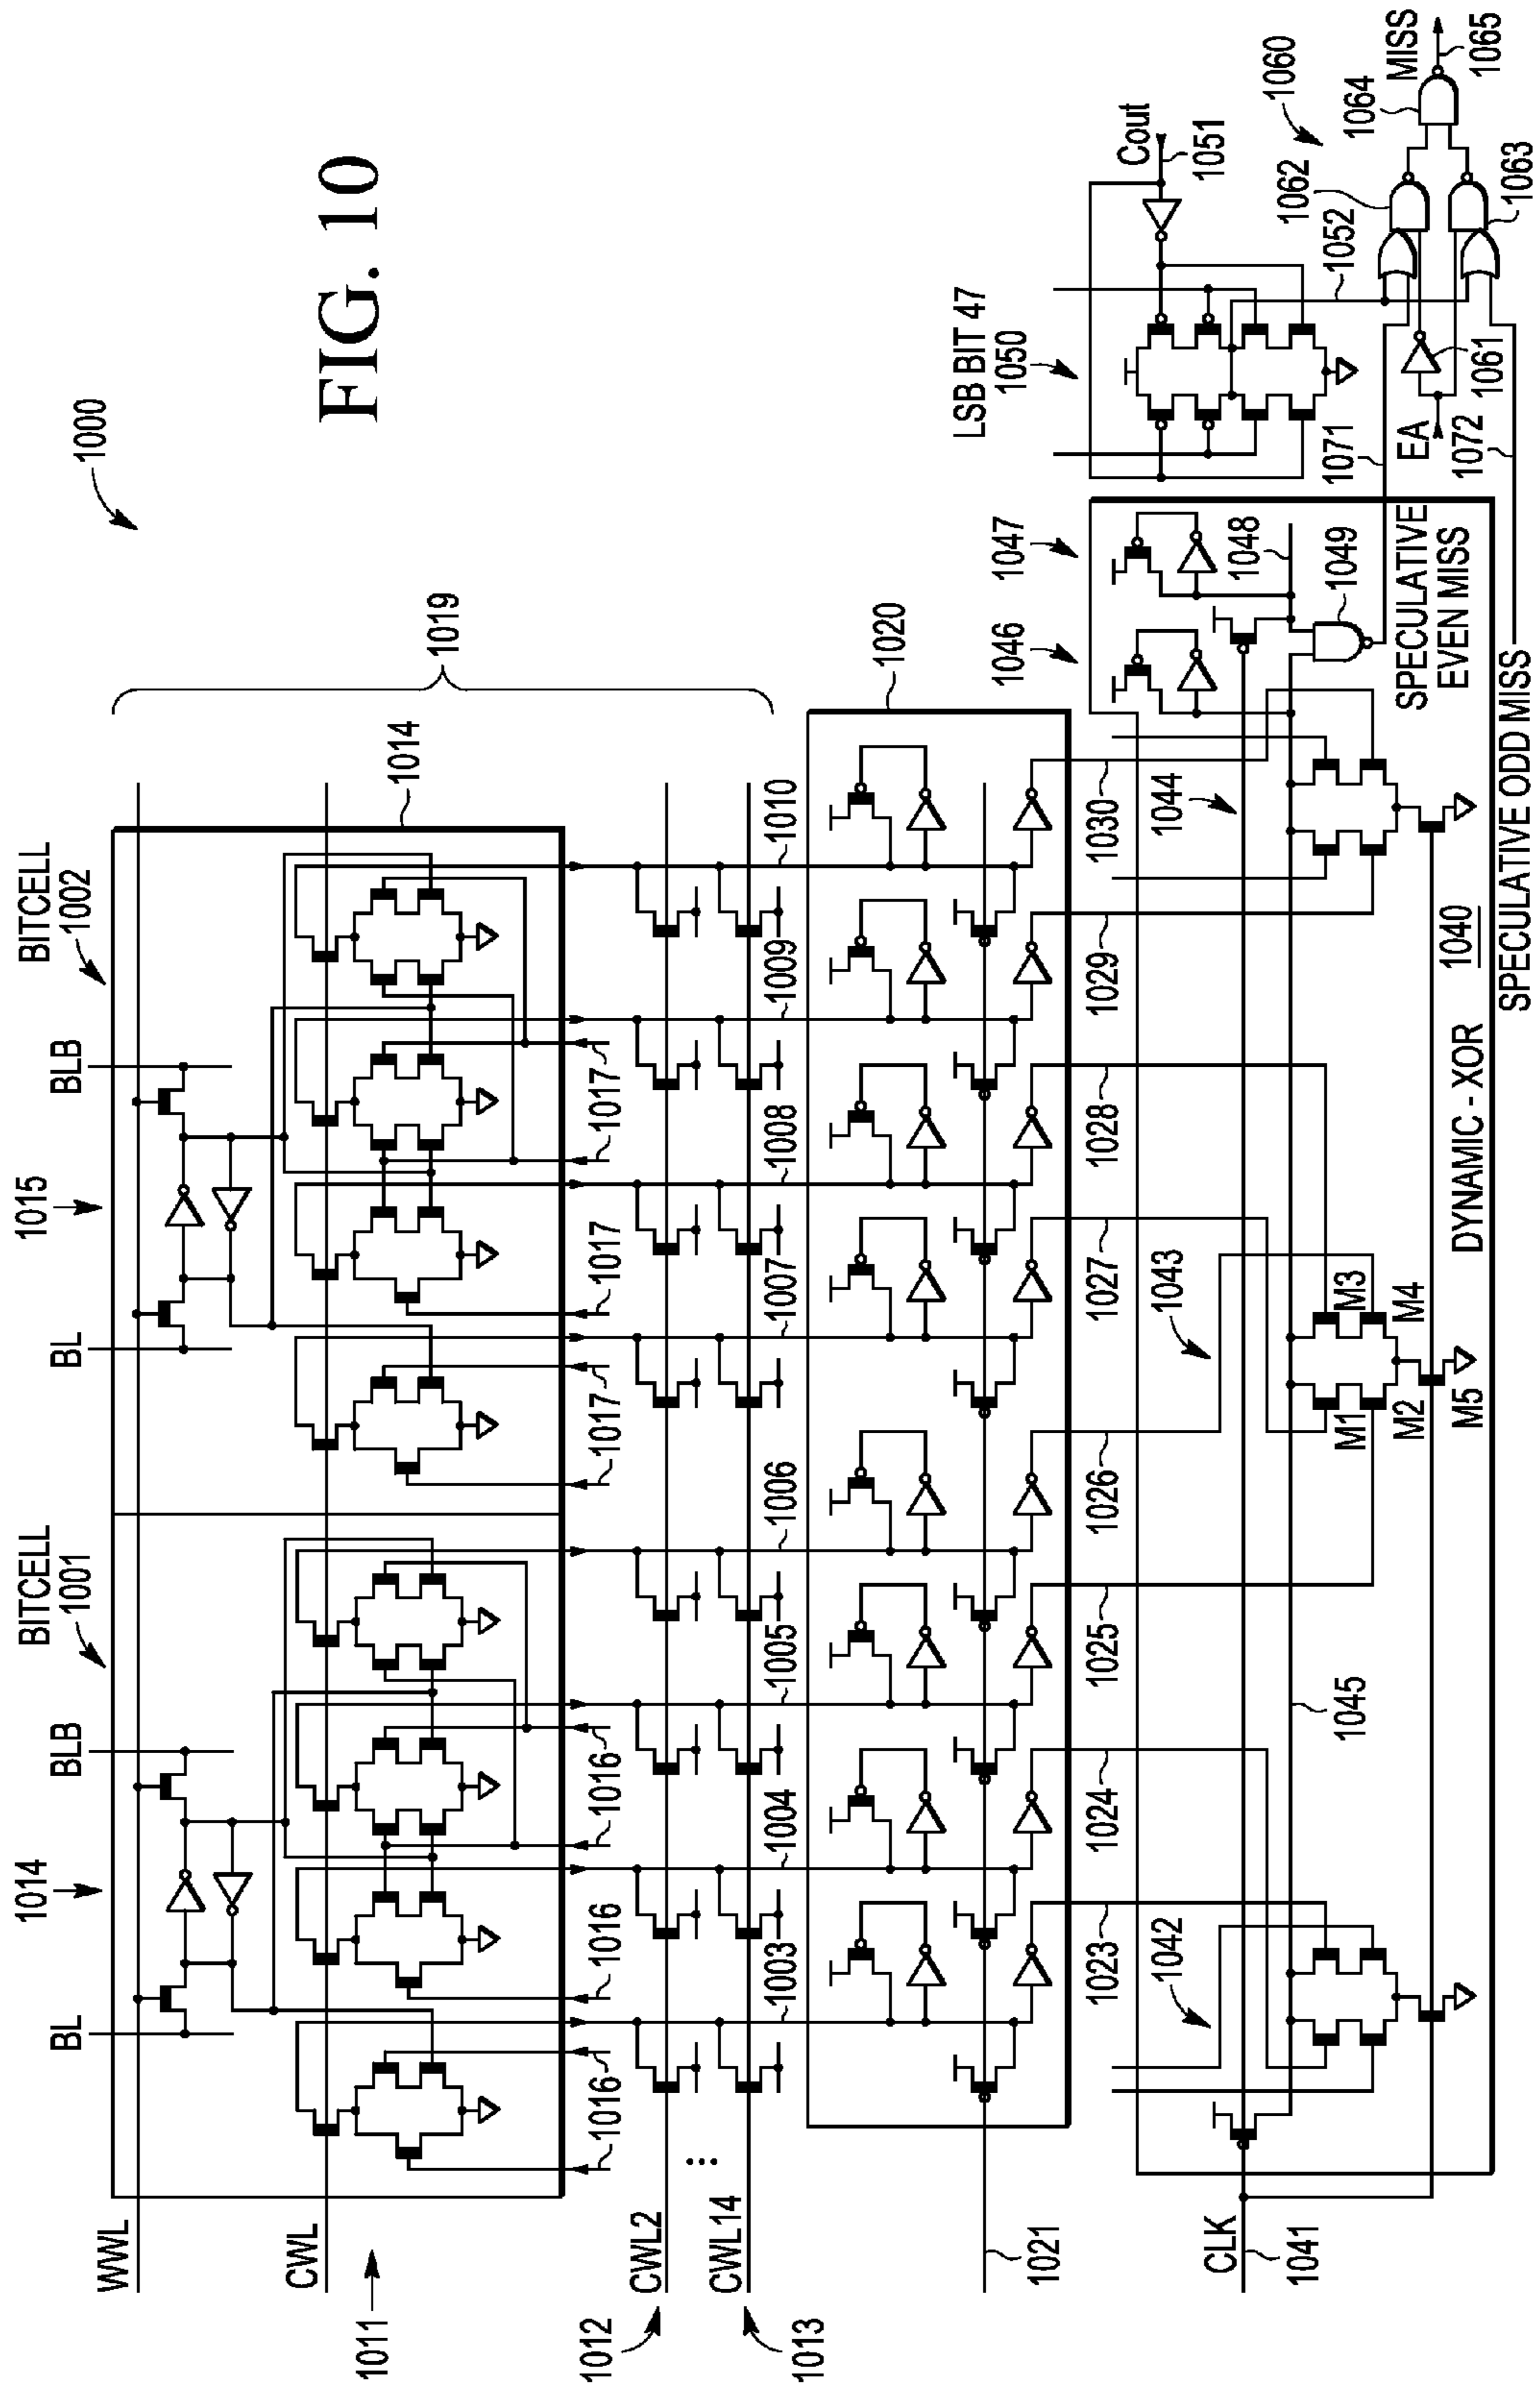 FIG. 10
1000
BITCELL
1001
BITCELL
1002
1014
1015
BL
BLB
BL
BLB
WWL
CWL
1011
1014
1019
1016
1016
1016
1016
1017
1017
1017
1017
CWL2
1012
...
CWL14
1013
1003
1004
1005
1006
1007
1008
1009
1010
1020
1021
1023
1024
1025
1026
1027
1028
1029
1030
CLK
1041
1042
1043
1044
1045
1046
1047
1048
1049
M1
M2
M3
M4
M5
DYNAMIC - XOR
1040
SPECULATIVE
EVEN MISS
SPECULATIVE ODD MISS
LSB BIT 47
1050
Cout
1051
1052
1060
1062
1064
MISS
1065
1063
1061
EA
1071
1072